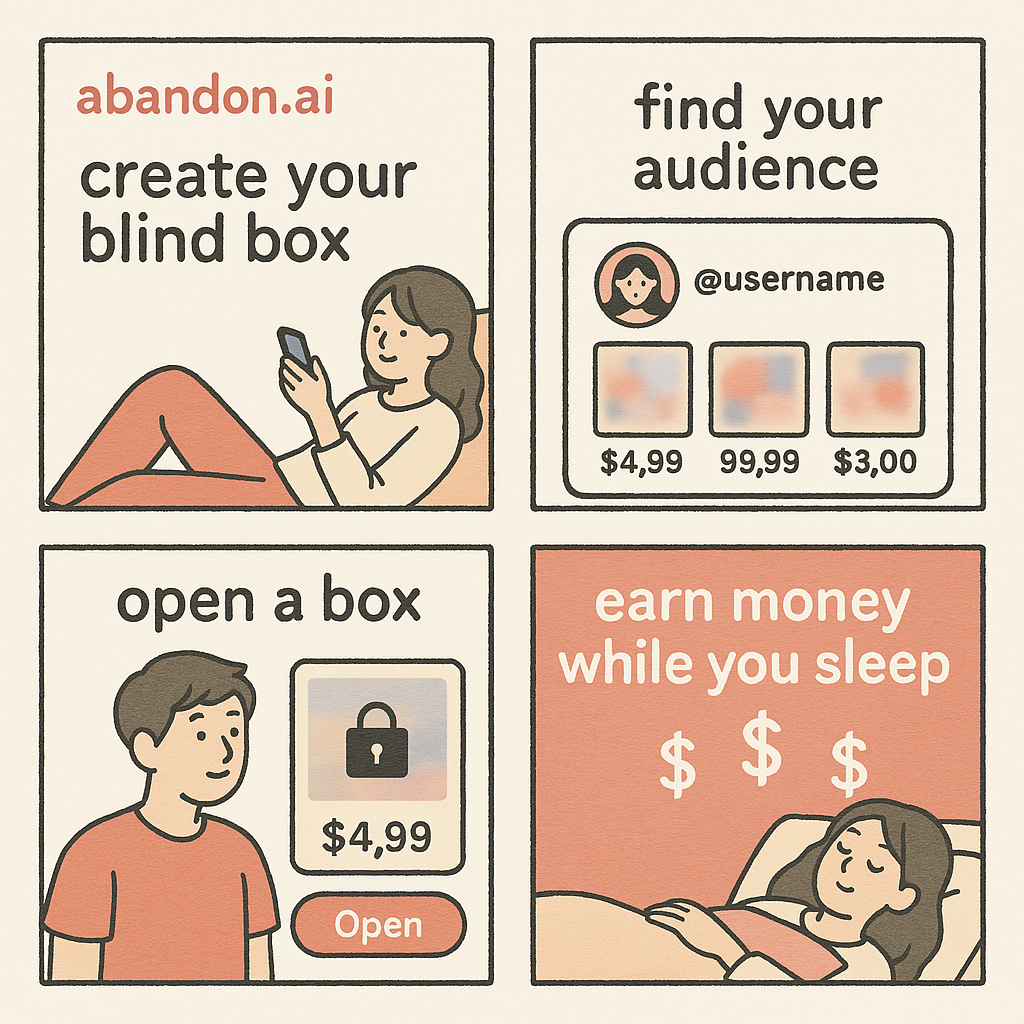 abandon.ai
create your
blind box
find your
audience
@username
$4,99 99,99 $3,00
open a box
$4,99
Open
earn money
while you sleep
$ $ $